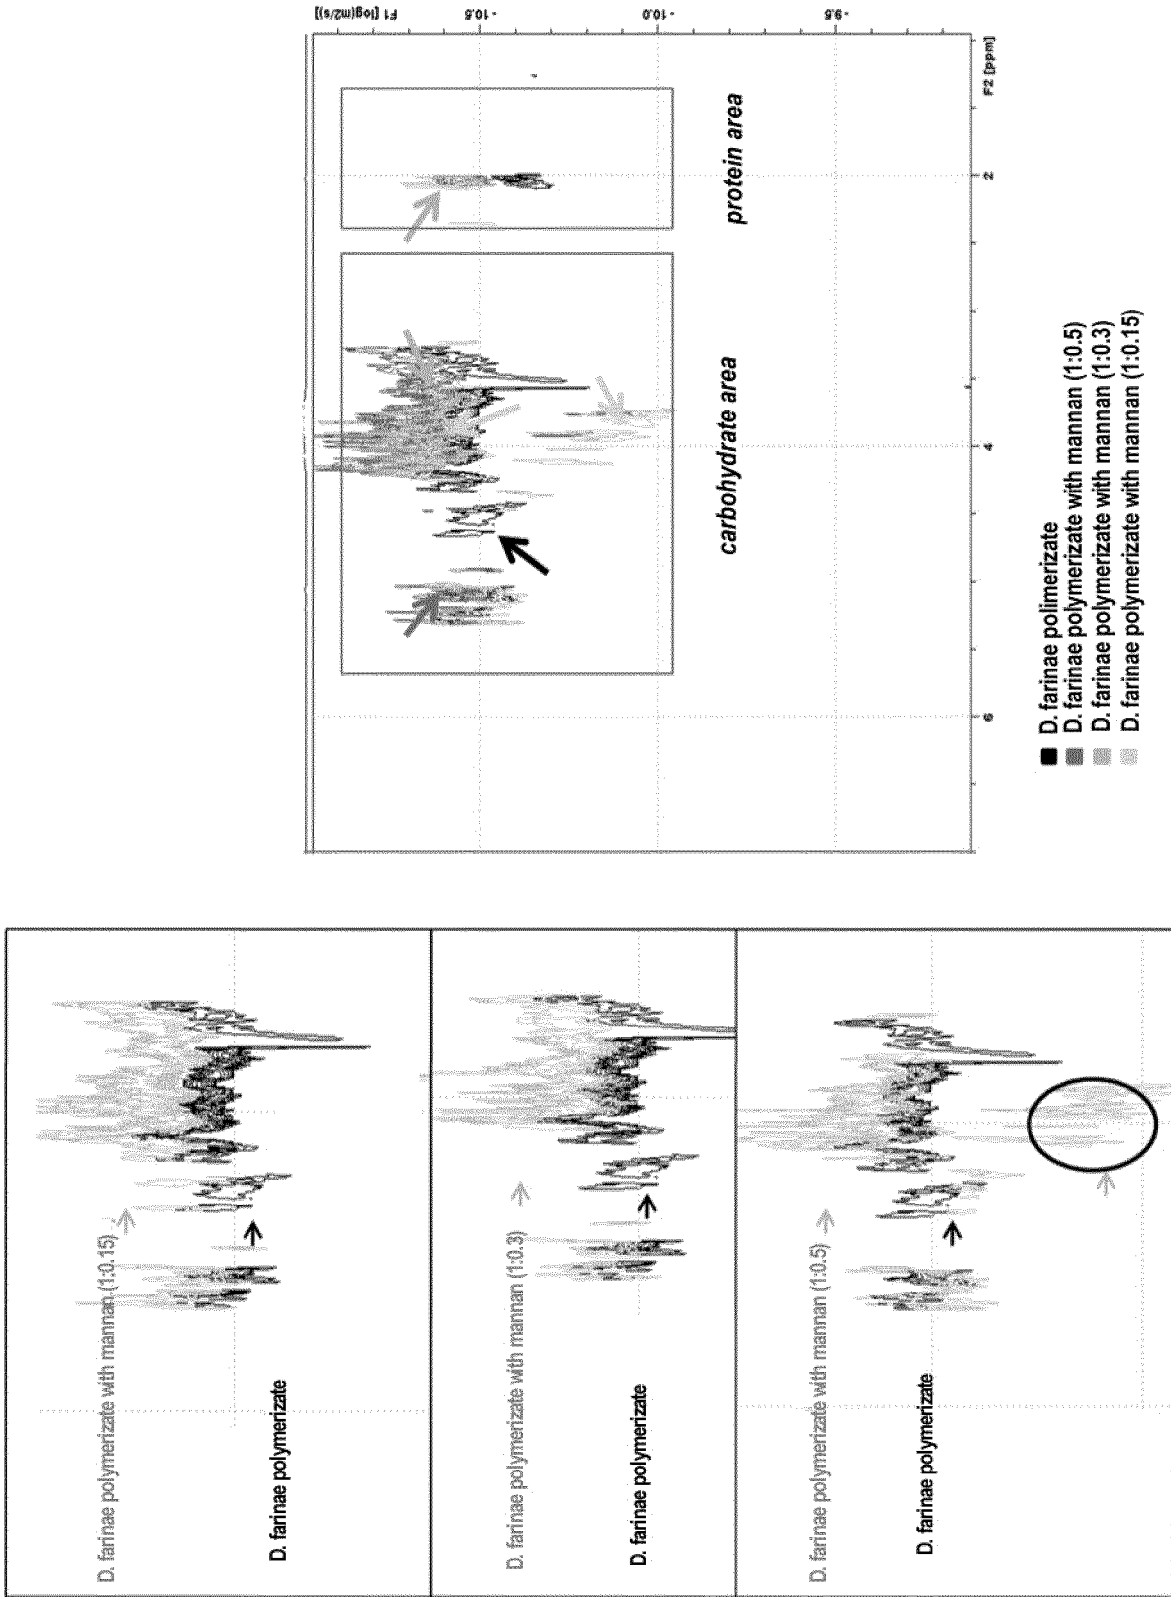 D. farinae polymerizate with mannan (1:0.15)
D. farinae polymerizate
D. farinae polymerizate with mannan (1:0.3)
D. farinae polymerizate
D. farinae polymerizate with mannan (1:0.5)
D. farinae polymerizate
F1 [log(m2/s)]
-10.5
-10.0
-9.5
6
4
2
F2 [ppm]
carbohydrate area
protein area
D. farinae polimerizate
D. farinae polymerizate with mannan (1:0.5)
D. farinae polymerizate with mannan (1:0.3)
D. farinae polymerizate with mannan (1:0.15)